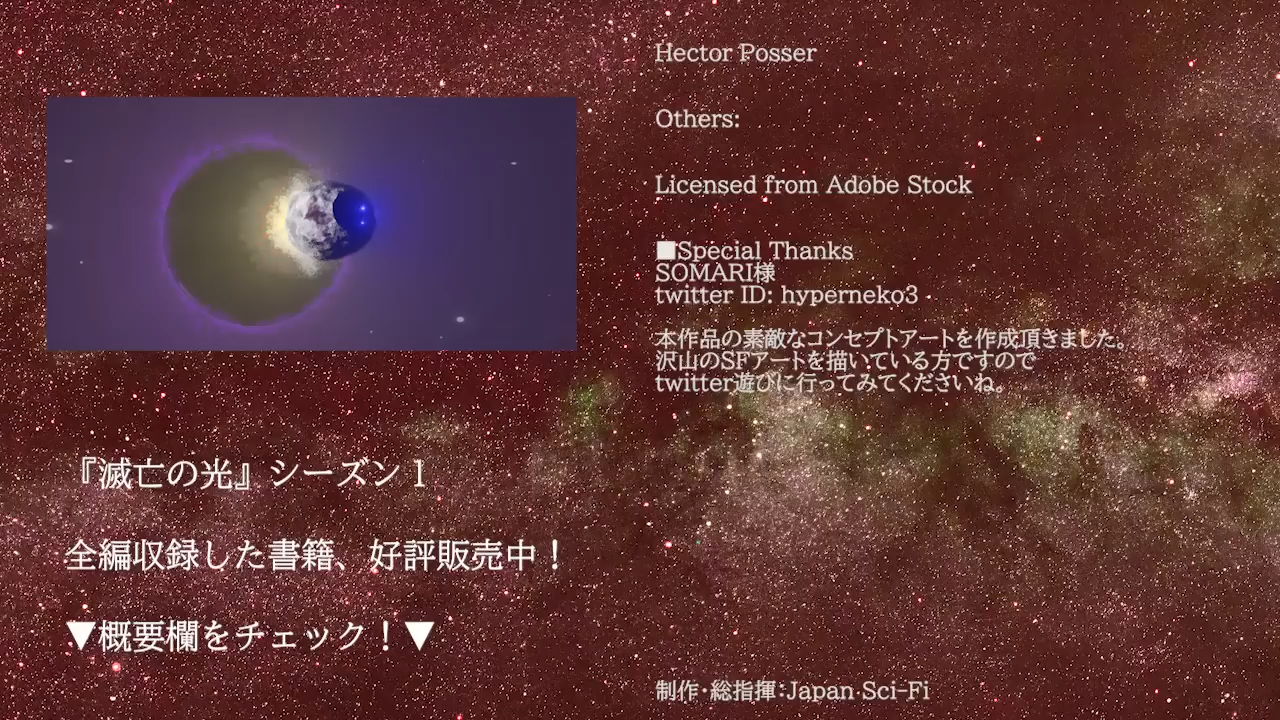 Hector Posser
Others:
Licensed from Adobe Stock
■Special Thanks
SOMARI様
twitter ID: hyperneko3
本作品の素敵なコンセプトアートを作成頂きました。
沢山のSFアートを描いている方ですので
twitter遊びに行ってみてくださいね。
『滅亡の光』シーズン1
全編収録した書籍、好評販売中！
▼概要欄をチェック！▼
制作・総指揮：Japan Sci-Fi